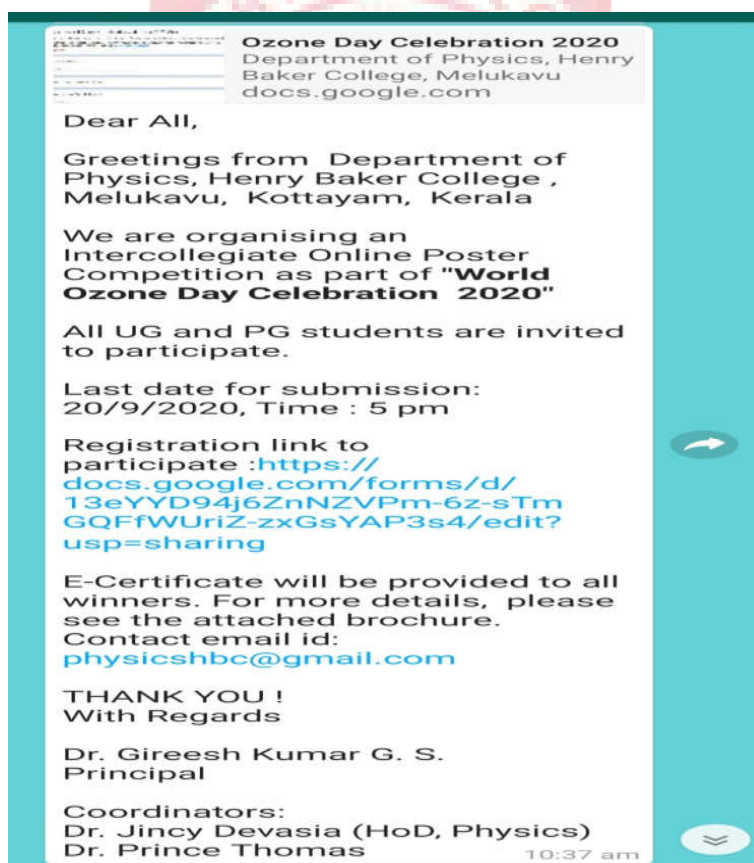 Ozone Day Celebration 2020
Department of Physics, Henry
Baker College, Melukavu
docs.google.com
Dear All,
Greetings from Department of
Physics, Henry Baker College ,
Melukavu, Kottayam, Kerala
We are organising an
Intercollegiate Online Poster
Competition as part of "World
Ozone Day Celebration 2020"
All UG and PG students are invited
to participate.
Last date for submission:
20/9/2020, Time : 5 pm
Registration link to
participate :https://
docs.google.com/forms/d/
13eYYD94j6ZnNZVPm-6z-sTm
GQFfWUriZ-zxGsYAP3s4/edit?
usp=sharing
E-Certificate will be provided to all
winners. For more details, please
see the attached brochure.
Contact email id:
physicshbc@gmail.com
THANK YOU !
With Regards
Dr. Gireesh Kumar G. S.
Principal
Coordinators:
Dr. Jincy Devasia (HoD, Physics)
Dr. Prince Thomas
10:37 am